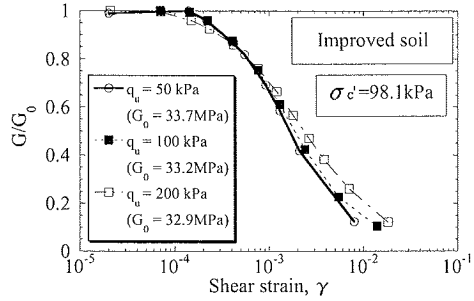 G/G₀
1
0.8
0.6
0.4
0.2
0
Improved soil
σc'=98.1kPa
qᵤ = 50 kPa
(G₀ = 33.7MPa)
qᵤ = 100 kPa
(G₀ = 33.2MPa)
qᵤ = 200 kPa
(G₀ = 32.9MPa)
10⁻⁵ 10⁻⁴ 10⁻³ 10⁻² 10⁻¹
Shear strain, γ